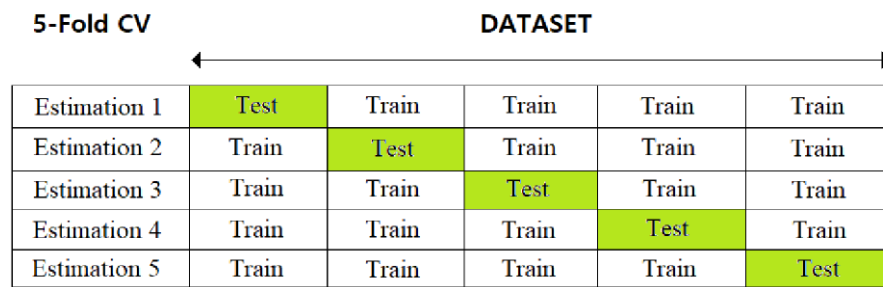 5-Fold CV DATASET
Estimation 1 Test Train Train Train Train
Estimation 2 Train Test Train Train Train
Estimation 3 Train Train Test Train Train
Estimation 4 Train Train Train Test Train
Estimation 5 Train Train Train Train Test